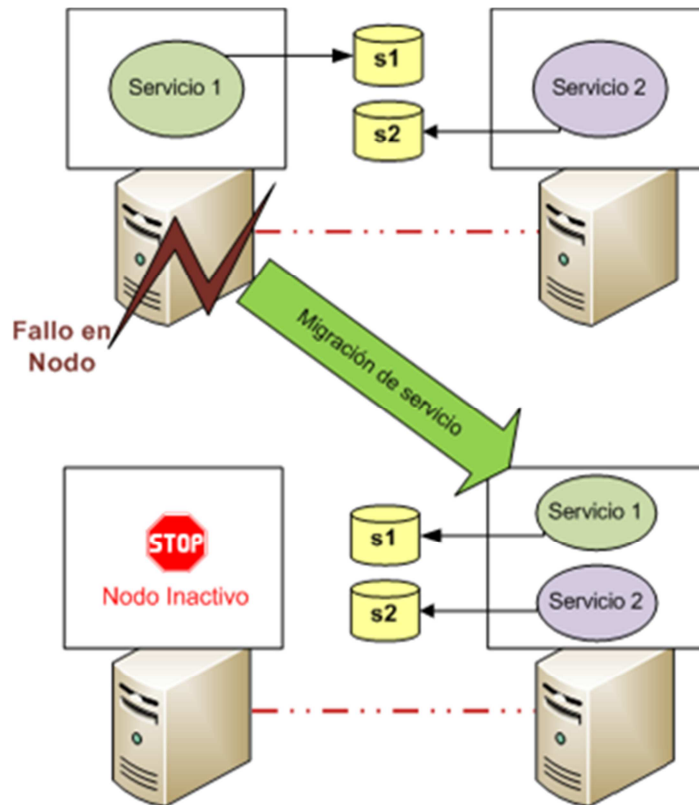 Servicio 1
s1
Servicio 2
s2
Fallo en
Nodo
Migración de servicio
STOP
Nodo Inactivo
s1
Servicio 1
s2
Servicio 2